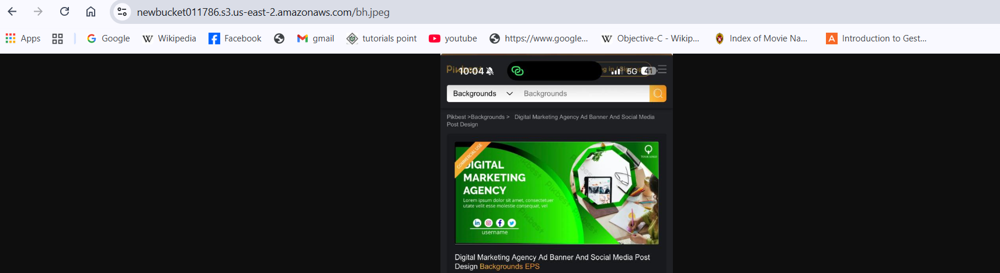 newbucket011786.s3.us-east-2.amazonaws.com/bh.jpeg
Apps Google Wikipedia Facebook gmail tutorials point youtube https://www.google... Objective-C - Wikip... Index of Movie Na... Introduction to Gest...
10:04 5G 41
Backgrounds Backgrounds
Pikbest >Backgrounds > Digital Marketing Agency Ad Banner And Social Media
Post Design
COMMERCIAL USE
DIGITAL
MARKETING
AGENCY
Lorem ipsum dolor sit amet, consectetuer
utate velit esse molestie consequat, vel
username
YOUR LOGO
pikbest
Digital Marketing Agency Ad Banner And Social Media Post
Design Backgrounds EPS